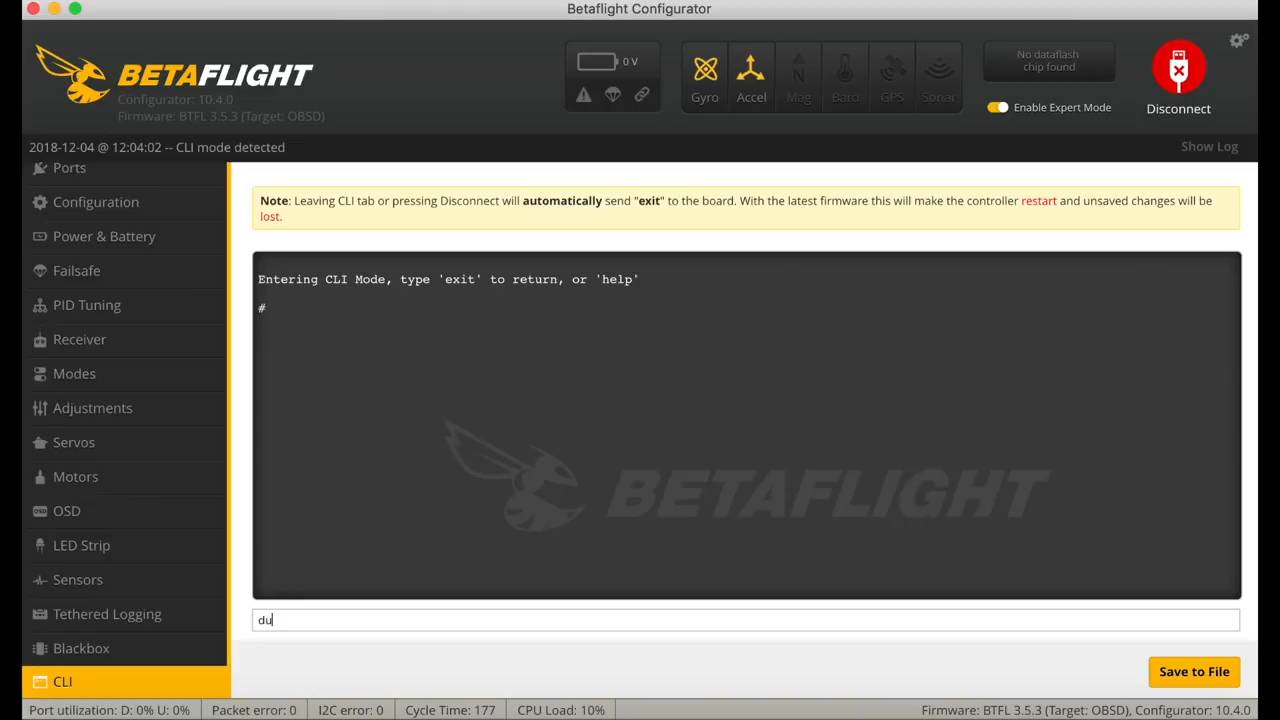 Betaflight Configurator
BETAFLIGHT
Configurator: 10.4.0
Firmware: BTFL 3.5.3 (Target: OBSD)
0 V
Gyro
Accel
Mag
Baro
GPS
Sonar
No dataflash
chip found
Enable Expert Mode
Disconnect
2018-12-04 @ 12:04:02 -- CLI mode detected
Show Log
Ports
Configuration
Power & Battery
Failsafe
PID Tuning
Receiver
Modes
Adjustments
Servos
Motors
OSD
LED Strip
Sensors
Tethered Logging
Blackbox
CLI
Note: Leaving CLI tab or pressing Disconnect will automatically send "exit" to the board. With the latest firmware this will make the controller restart and unsaved changes will be
lost.
Entering CLI Mode, type 'exit' to return, or 'help'
#
BETAFLIGHT
du
Save to File
Port utilization: D: 0% U: 0%
Packet error: 0
I2C error: 0
Cycle Time: 177
CPU Load: 10%
Firmware: BTFL 3.5.3 (Target: OBSD), Configurator: 10.4.0